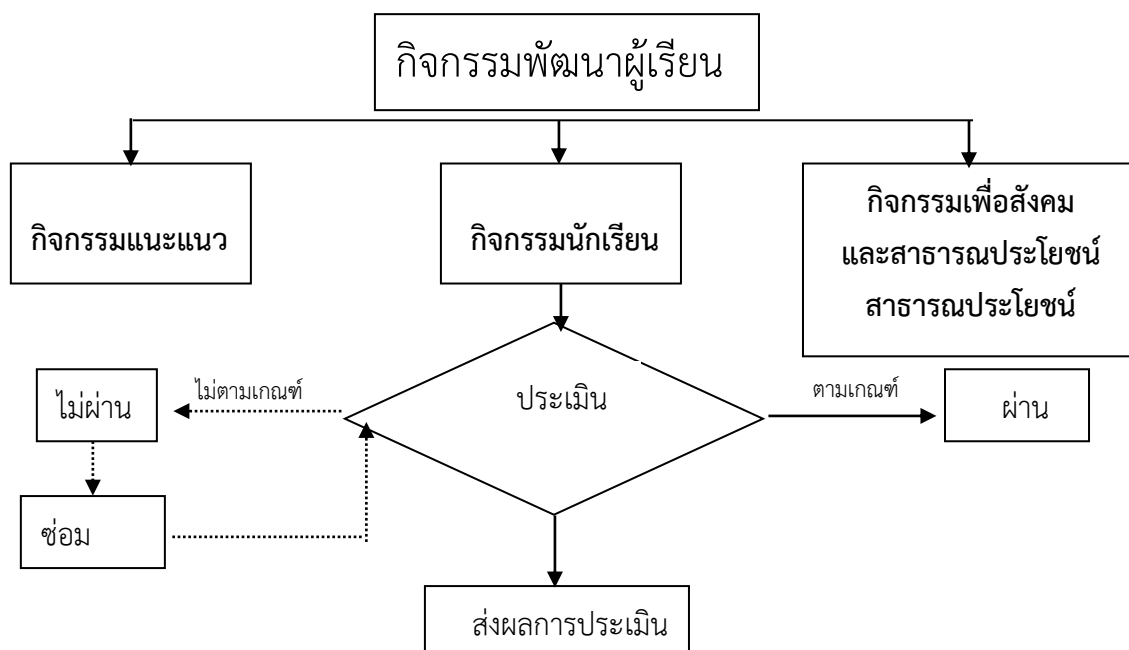 กิจกรรมพัฒนาผู้เรียน
กิจกรรมแนะแนว
กิจกรรมนักเรียน
กิจกรรมเพื่อสังคม
และสาธารณประโยชน์
สาธารณประโยชน์
ไม่ผ่าน
ไม่ตามเกณฑ์
ประเมิน
ตามเกณฑ์
ผ่าน
ซ่อม
ส่งผลการประเมิน